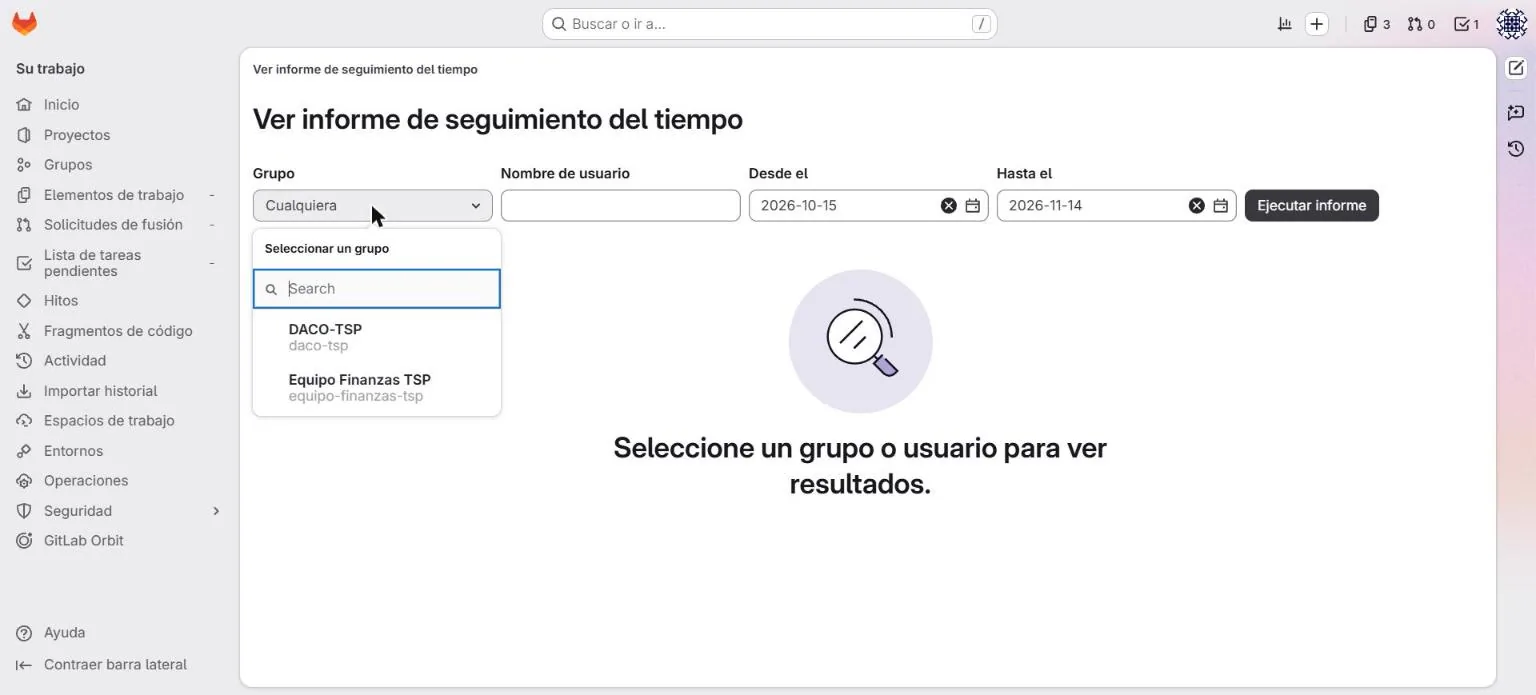 Buscar o ir a...
/
3
0
1
Su trabajo
Inicio
Proyectos
Grupos
Elementos de trabajo -
Solicitudes de fusión -
Lista de tareas
pendientes -
Hitos
Fragmentos de código
Actividad
Importar historial
Espacios de trabajo
Entornos
Operaciones
Seguridad
GitLab Orbit
Ayuda
Contraer barra lateral
Ver informe de seguimiento del tiempo
Ver informe de seguimiento del tiempo
Grupo
Cualquiera
Nombre de usuario
Desde el
2026-10-15
Hasta el
2026-11-14
Ejecutar informe
Seleccionar un grupo
Search
DACO-TSP
daco-tsp
Equipo Finanzas TSP
equipo-finanzas-tsp
Seleccione un grupo o usuario para ver
resultados.